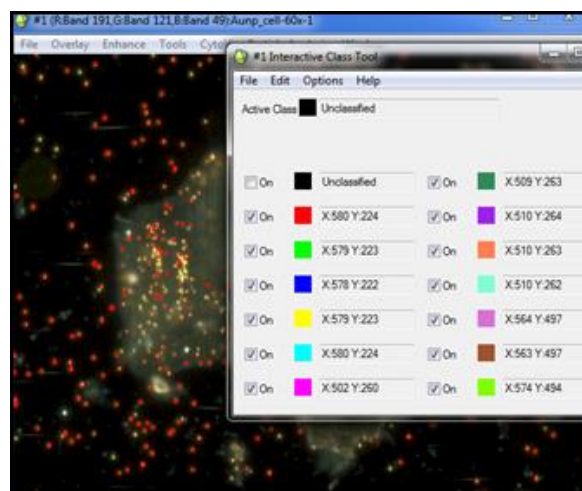 #1 (R:Band 191,G:Band 121,B:Band 49):Aunp_cell-60x-1
File Overlay Enhance Tools
#1 Interactive Class Tool
File Edit Options Help
Active Class Unclassified
On Unclassified On X:509 Y:263
On X:580 Y:224 On X:510 Y:264
On X:579 Y:223 On X:510 Y:263
On X:578 Y:222 On X:510 Y:262
On X:579 Y:223 On X:564 Y:497
On X:580 Y:224 On X:563 Y:497
On X:502 Y:260 On X:574 Y:494